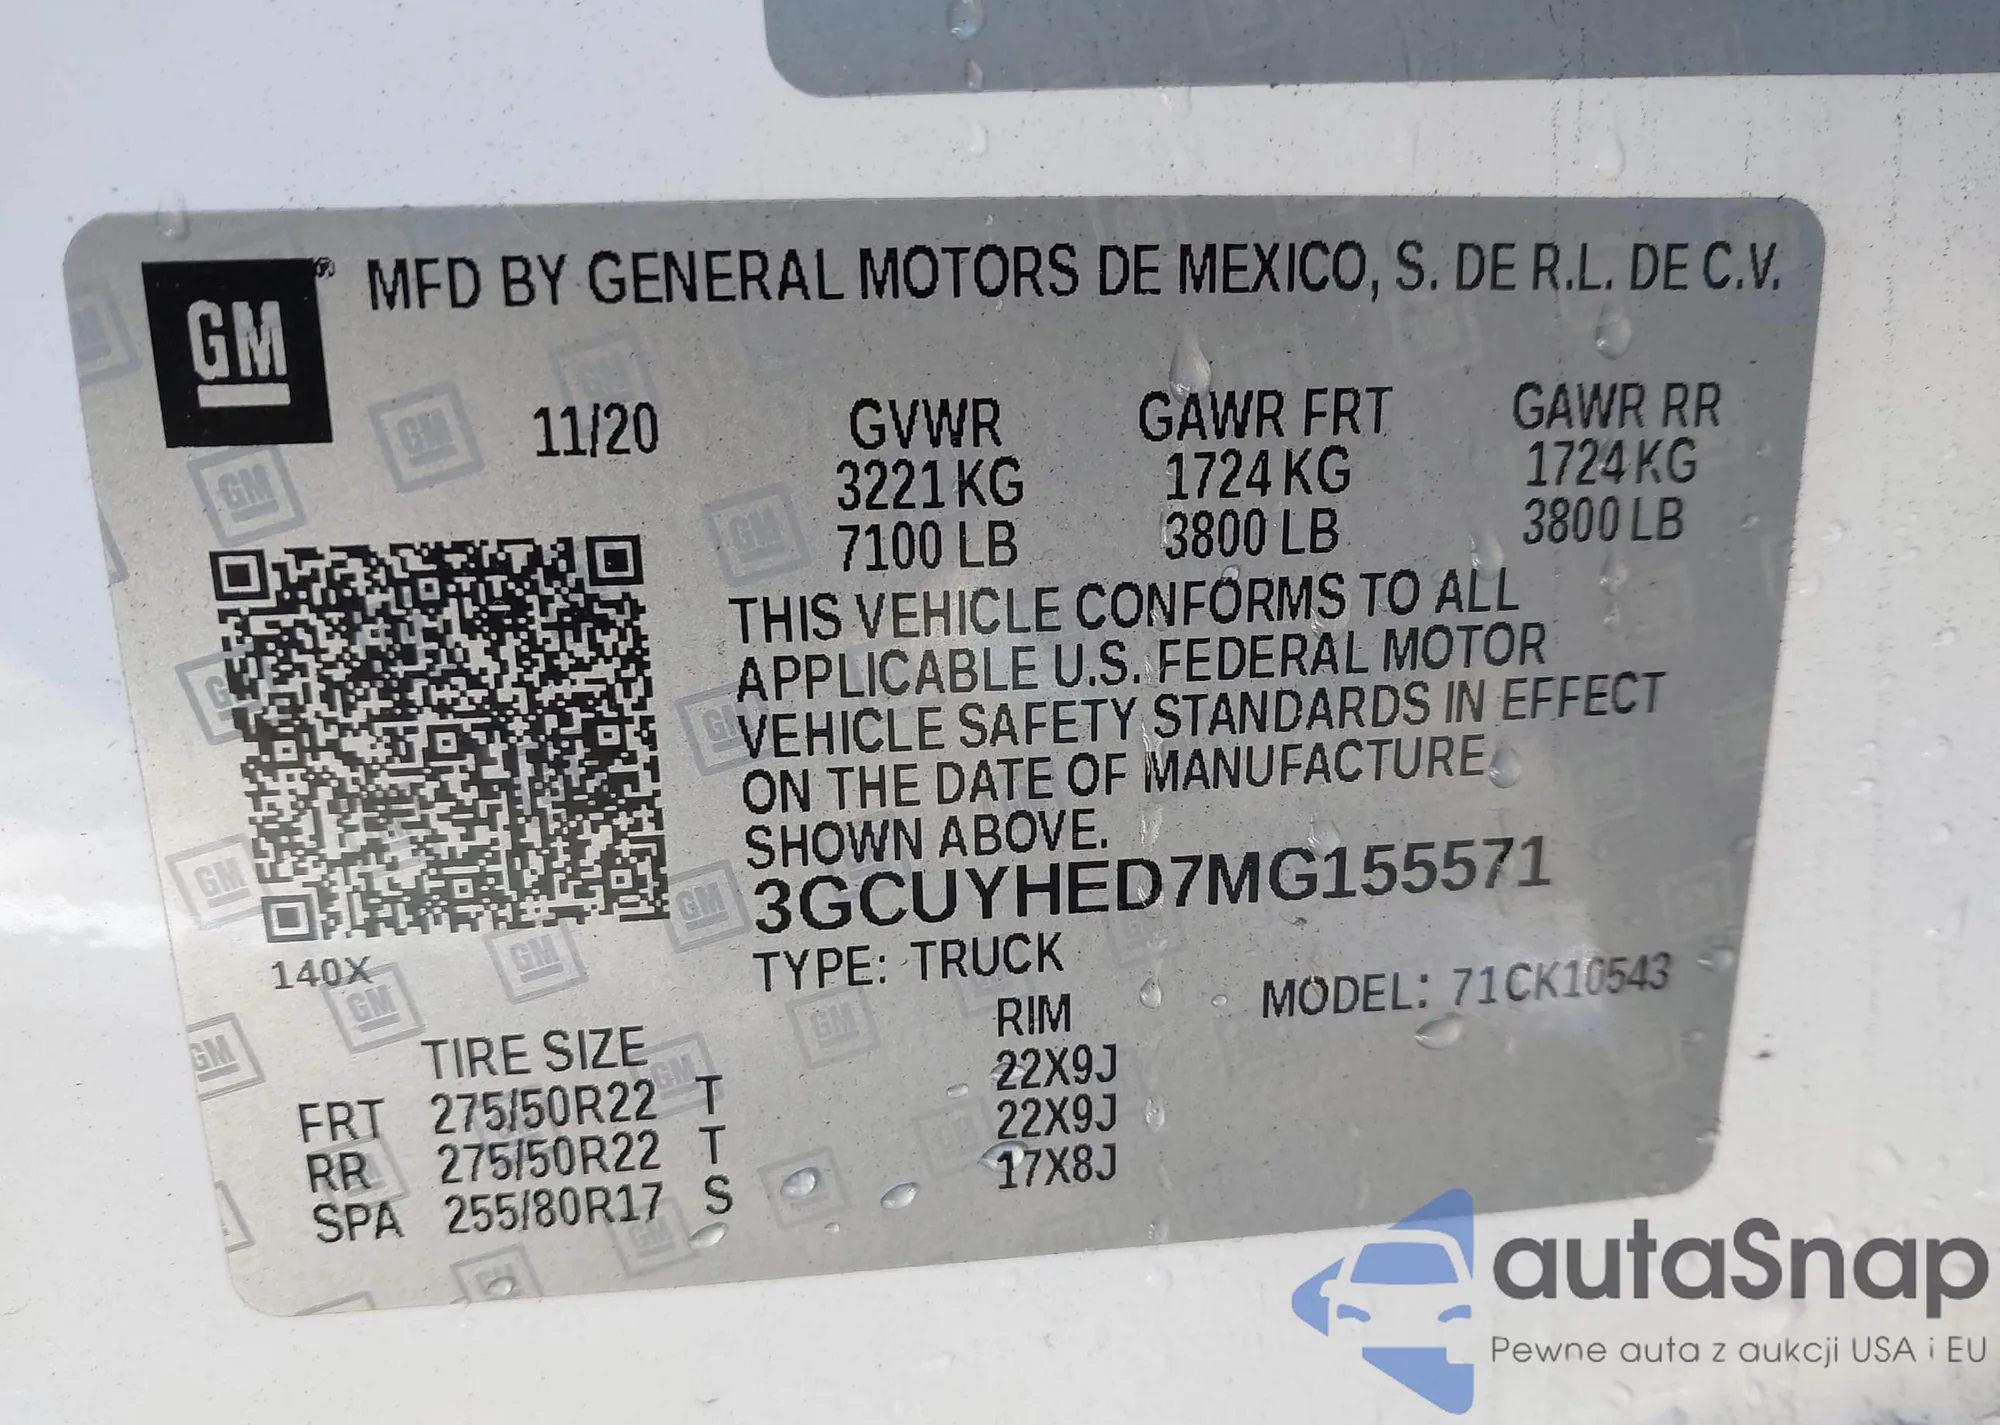 GM ® MFD BY GENERAL MOTORS DE MEXICO, S. DE R.L. DE C.V.
11/20 GVWR GAWR FRT GAWR RR
3221 KG 1724 KG 1724 KG
7100 LB 3800 LB 3800 LB
THIS VEHICLE CONFORMS TO ALL
APPLICABLE U.S. FEDERAL MOTOR
VEHICLE SAFETY STANDARDS IN EFFECT
ON THE DATE OF MANUFACTURE
SHOWN ABOVE.
3GCUYHED7MG155571
140X
TYPE: TRUCK MODEL: 71CK10543
TIRE SIZE RIM
FRT 275/50R22 T 22X9J
RR 275/50R22 T 22X9J
SPA 255/80R17 S 17X8J
autaSnap
Pewne auta z aukcji USA i EU